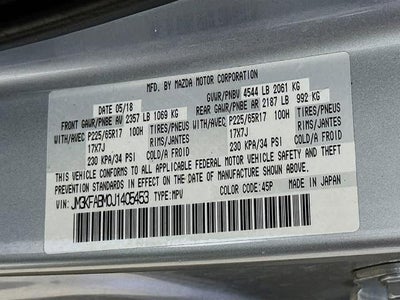 MFD. BY MAZDA MOTOR CORPORATION
05/18 GVWR/PNBV 4544 LB 2061 KG
FRONT GAWR/PNBE AV 2357 LB 1069 KG REAR GAWR/PNBE AR 2187 LB 992 KG
WITH/AVEC P225/65R17 100H TIRES/PNEUS WITH/AVEC P225/65R17 100H TIRES/PNEUS
17X7J RIMS/JANTES 17X7J RIMS/JANTES
230 KPA/34 PSI COLD/A FROID 230 KPA/34 PSI COLD/A FROID
THIS VEHICLE CONFORMS TO ALL APPLICABLE FEDERAL MOTOR VEHICLE SAFETY,
BUMPER, AND THEFT PREVENTION STANDARDS IN EFFECT ON THE
DATE OF MANUFACTURE SHOWN ABOVE.
COLOR CODE:45P MADE IN JAPAN
VIN:JM3KFABM0J1405453 TYPE:MPV